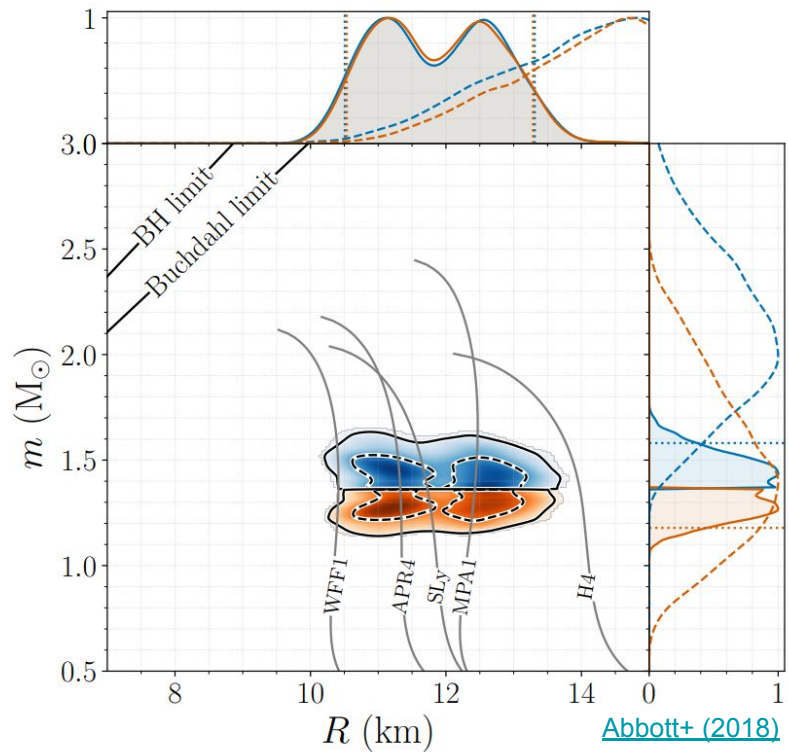 1
3.0
2.5
2.0
1.5
1.0
0.5
m (M⊙)
BH limit
Buchdahl limit
WFF1
APR4
SLy
MPA1
H4
8
10
12
14
0
1
R (km)
Abbott+ (2018)